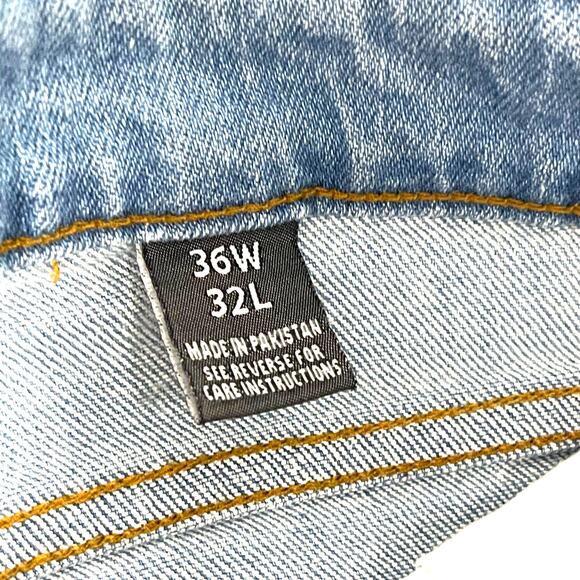 36W
32L
MADE IN PAKISTAN
SEE REVERSE FOR
CARE INSTRUCTIONS